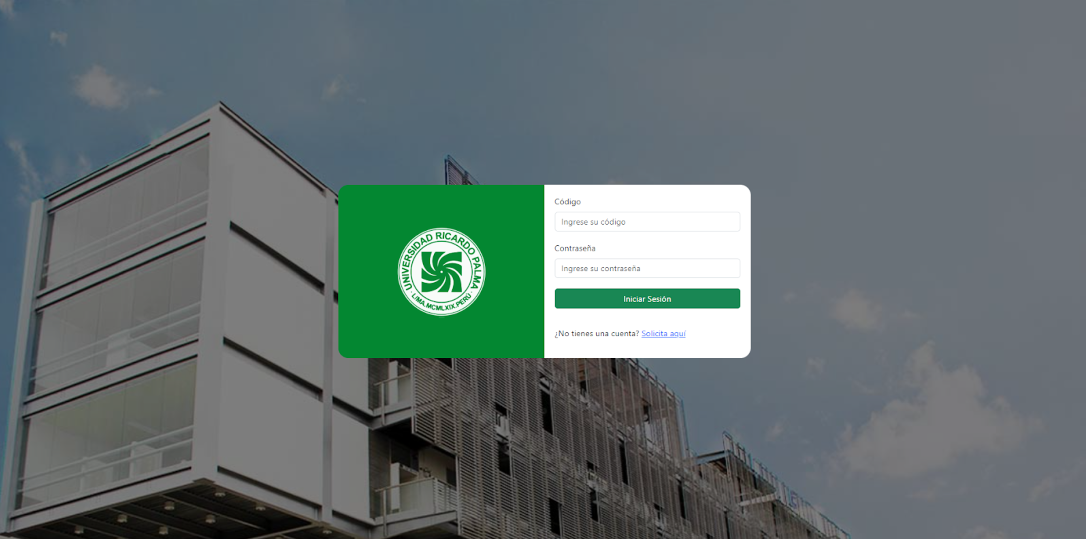 UNIVERSIDAD RICARDO PALMA
· LIMA, MCMLXIX, PERÚ ·
Código
Ingrese su código
Contraseña
Ingrese su contraseña
Iniciar Sesión
¿No tienes una cuenta? Solicita aquí